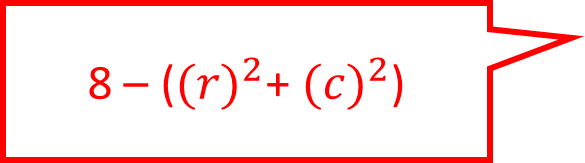 8 – ((r)²+ (c)²)